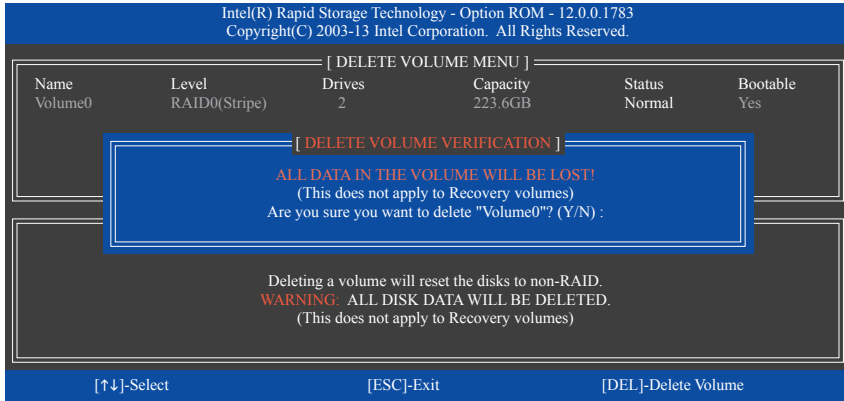 Intel(R) Rapid Storage Technology - Option ROM - 12.0.0.1783
Copyright(C) 2003-13 Intel Corporation. All Rights Reserved.
[ DELETE VOLUME MENU ]
Name Level Drives Capacity Status Bootable
Volume0 RAID0(Stripe) 2 223.6GB Normal Yes
[ DELETE VOLUME VERIFICATION ]
ALL DATA IN THE VOLUME WILL BE LOST!
(This does not apply to Recovery volumes)
Are you sure you want to delete "Volume0"? (Y/N) :
Deleting a volume will reset the disks to non-RAID.
WARNING: ALL DISK DATA WILL BE DELETED.
(This does not apply to Recovery volumes)
[↑↓]-Select [ESC]-Exit [DEL]-Delete Volume